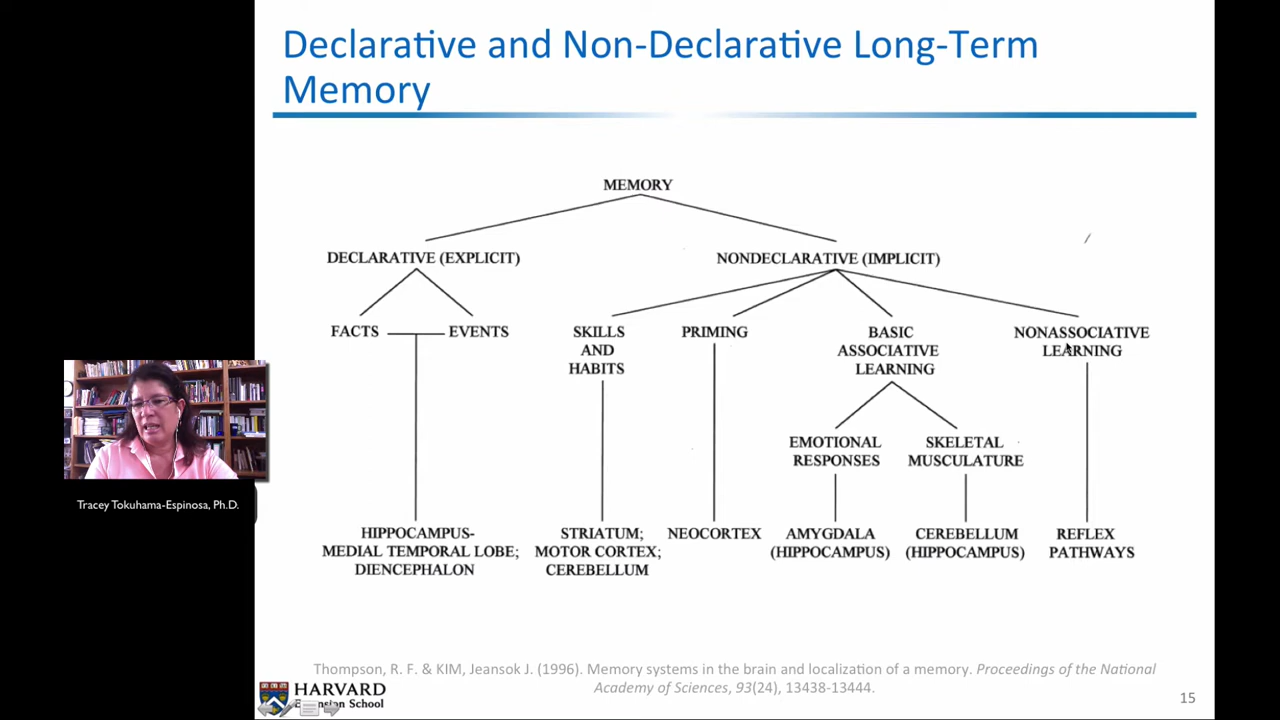 Declarative and Non-Declarative Long-Term
Memory
MEMORY
DECLARATIVE (EXPLICIT)
NONDECLARATIVE (IMPLICIT)
FACTS
EVENTS
SKILLS
AND
HABITS
PRIMING
BASIC
ASSOCIATIVE
LEARNING
NONASSOCIATIVE
LEARNING
EMOTIONAL
RESPONSES
SKELETAL
MUSCULATURE
HIPPOCAMPUS-
MEDIAL TEMPORAL LOBE;
DIENCEPHALON
STRIATUM;
MOTOR CORTEX;
CEREBELLUM
NEOCORTEX
AMYGDALA
(HIPPOCAMPUS)
CEREBELLUM
(HIPPOCAMPUS)
REFLEX
PATHWAYS
Tracey Tokuhama-Espinosa, Ph.D.
Thompson, R. F. & KIM, Jeansok J. (1996). Memory systems in the brain and localization of a memory. Proceedings of the National
Academy of Sciences, 93(24), 13438-13444.
HARVARD
Extension School
15